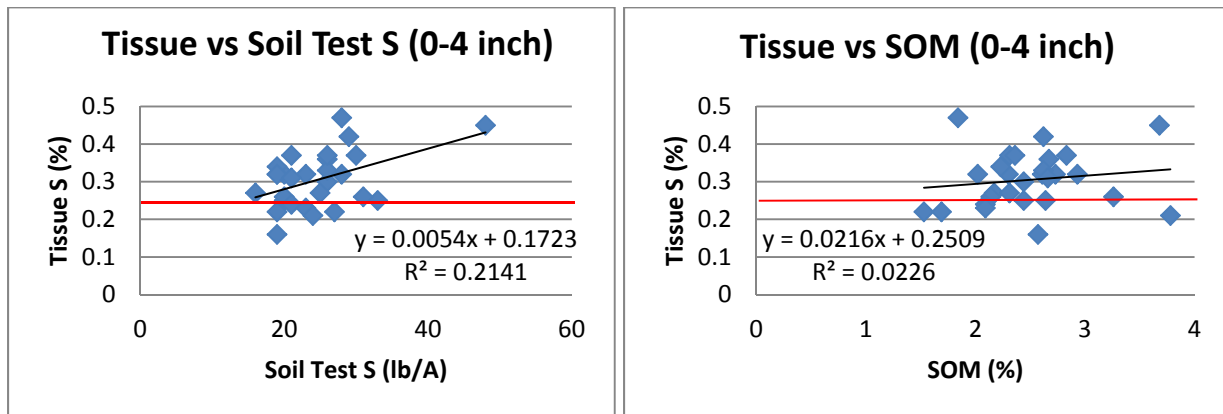 Tissue vs Soil Test S (0-4 inch)
Tissue S (%)
0.5
0.4
0.3
0.2
0.1
0
y = 0.0054x + 0.1723
R² = 0.2141
0 20 40 60
Soil Test S (lb/A)
Tissue vs SOM (0-4 inch)
Tissue S (%)
0.5
0.4
0.3
0.2
0.1
0
y = 0.0216x + 0.2509
R² = 0.0226
0 1 2 3 4
SOM (%)